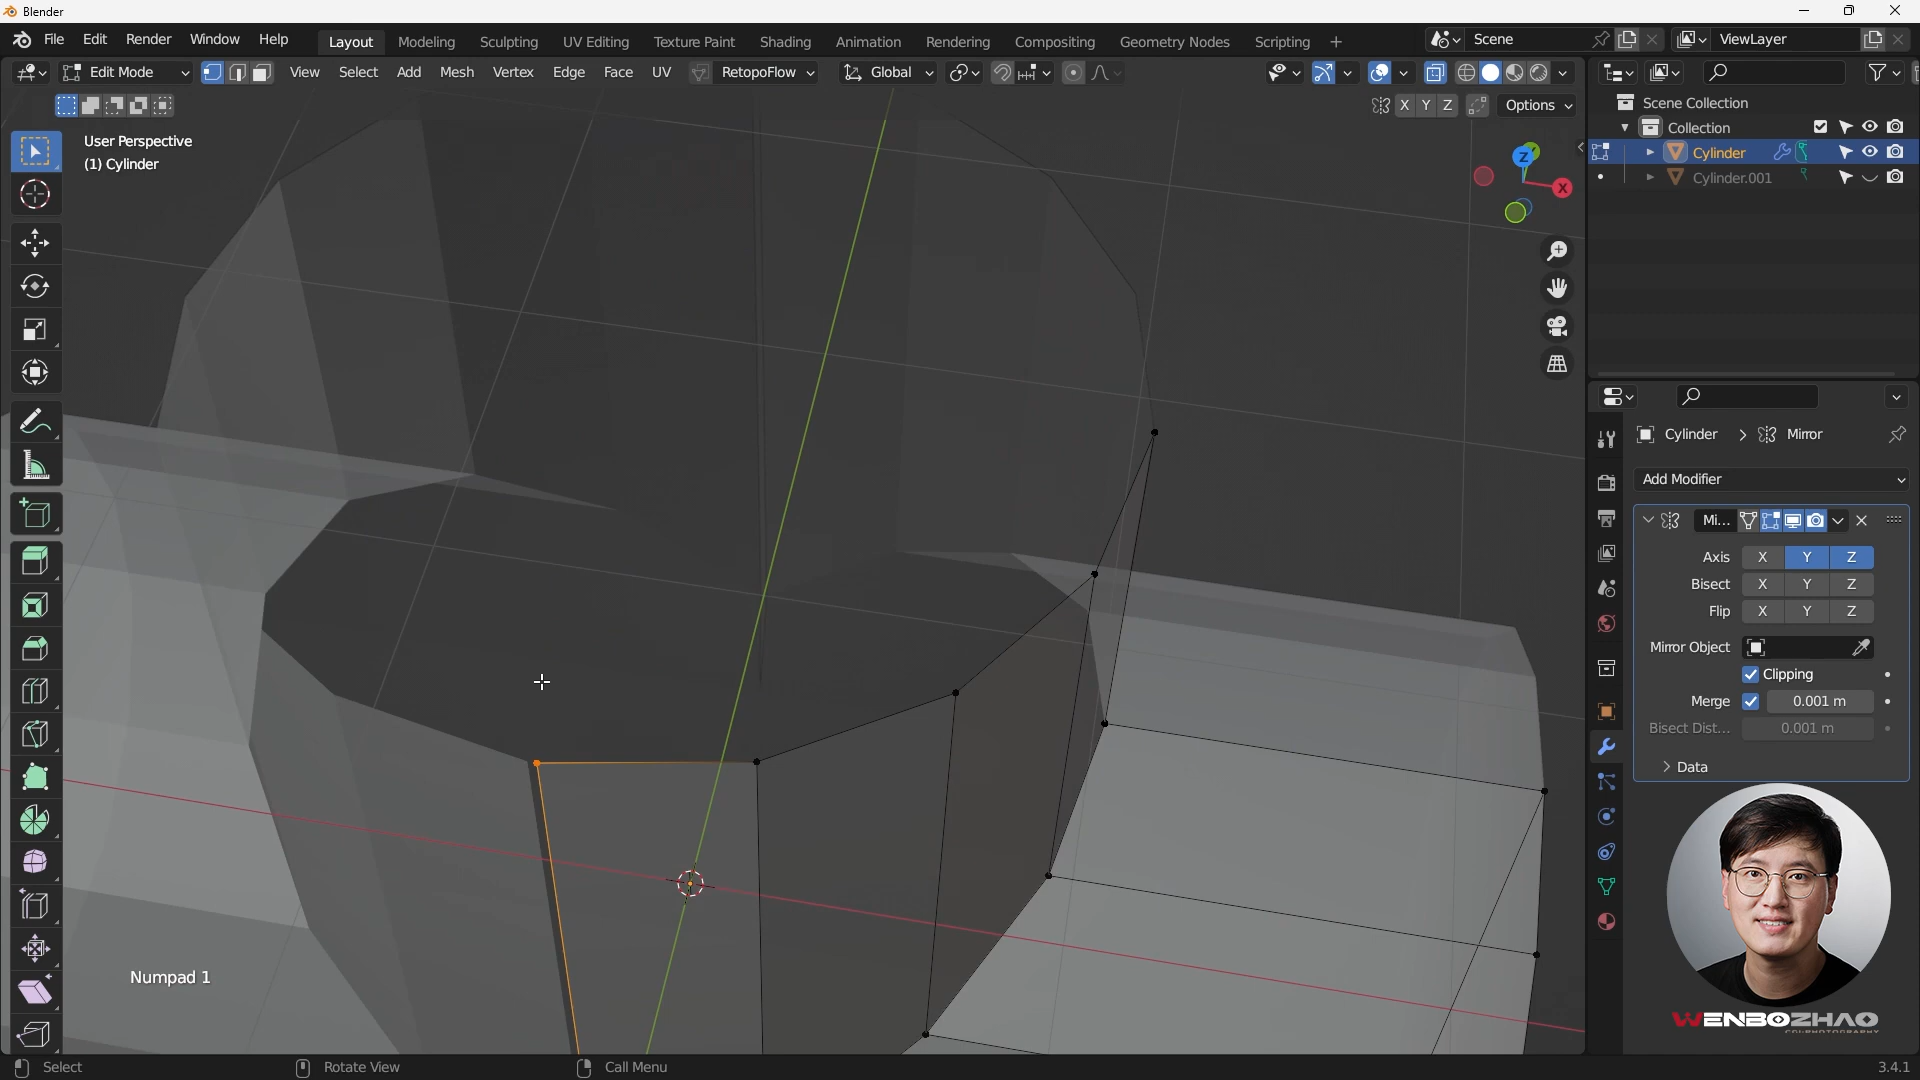 Blender
File Edit Render Window Help Layout Modeling Sculpting UV Editing Texture Paint Shading Animation Rendering Compositing Geometry Nodes Scripting + Scene ViewLayer
Edit Mode View Select Add Mesh Vertex Edge Face UV RetopoFlow Global
X Y Z Options
User Perspective
(1) Cylinder
Z
X
Numpad 1
Scene Collection
Collection
Cylinder
Cylinder.001
Cylinder > Mirror
Add Modifier
Mi...
Axis X Y Z
Bisect X Y Z
Flip X Y Z
Mirror Object
Clipping
Merge 0.001 m
Bisect Dist... 0.001 m
Data
WENBOZHAO
Select Rotate View Call Menu 3.4.1